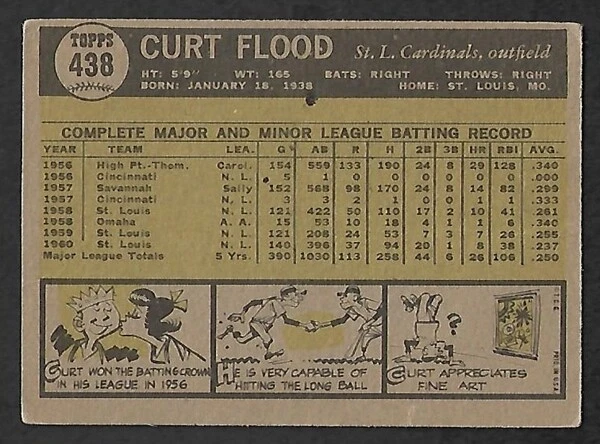 TOPPS
438
CURT FLOOD St. L. Cardinals, outfield
HT: 5'9" WT: 165 BATS: RIGHT THROWS: RIGHT
BORN: JANUARY 18, 1938 HOME: ST. LOUIS, MO.
COMPLETE MAJOR AND MINOR LEAGUE BATTING RECORD
YEAR TEAM LEA. G AB R H 2B 3B HR RBI AVG.
1956 High Pt.-Thom. Carol. 154 559 133 190 24 8 29 128 .340
1956 Cincinnati N. L. 5 1 0 0 0 0 0 0 .000
1957 Savannah Sally 152 568 98 170 24 8 14 82 .299
1957 Cincinnati N. L. 3 3 2 1 0 0 1 1 .333
1958 St. Louis N. L. 121 422 50 110 17 2 10 41 .261
1958 Omaha A. A. 15 53 10 18 4 1 1 6 .340
1959 St. Louis N. L. 121 208 24 53 7 3 7 26 .255
1960 St. Louis N. L. 140 396 37 94 20 1 8 38 .237
Major League Totals 5 Yrs. 390 1030 113 258 44 6 26 106 .250
CURT WON THE BATTING CROWN
IN HIS LEAGUE IN 1956
HE IS VERY CAPABLE OF
HITTING THE LONG BALL
CURT APPRECIATES
FINE ART
©T.C.G.
PRTD. IN U.S.A.